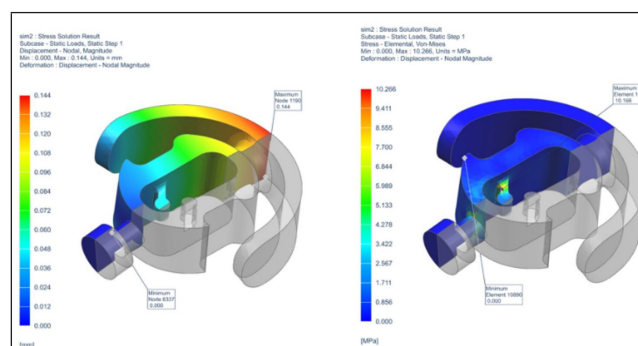 sim2 : Stress Solution Result
Subcase - Static Loads, Static Step 1
Displacement - Nodal, Magnitude
Min : 0.000, Max : 0.144, Units = mm
Deformation : Displacement - Nodal Magnitude
0.144
0.132
0.120
0.108
0.096
0.084
0.072
0.060
0.048
0.036
0.024
0.012
0.000
Maximum
Node 1190
0.144
Minimum
Node 8337
0.000
sim2 : Stress Solution Result
Subcase - Static Loads, Static Step 1
Stress - Elemental, Von-Mises
Min : 0.000, Max : 10.266, Units = MPa
Deformation : Displacement - Nodal Magnitude
10.266
9.411
8.555
7.700
6.844
5.989
5.133
4.278
3.422
2.567
1.711
0.856
0.000
[MPa]
Maximum
Element
Minimum
0.000